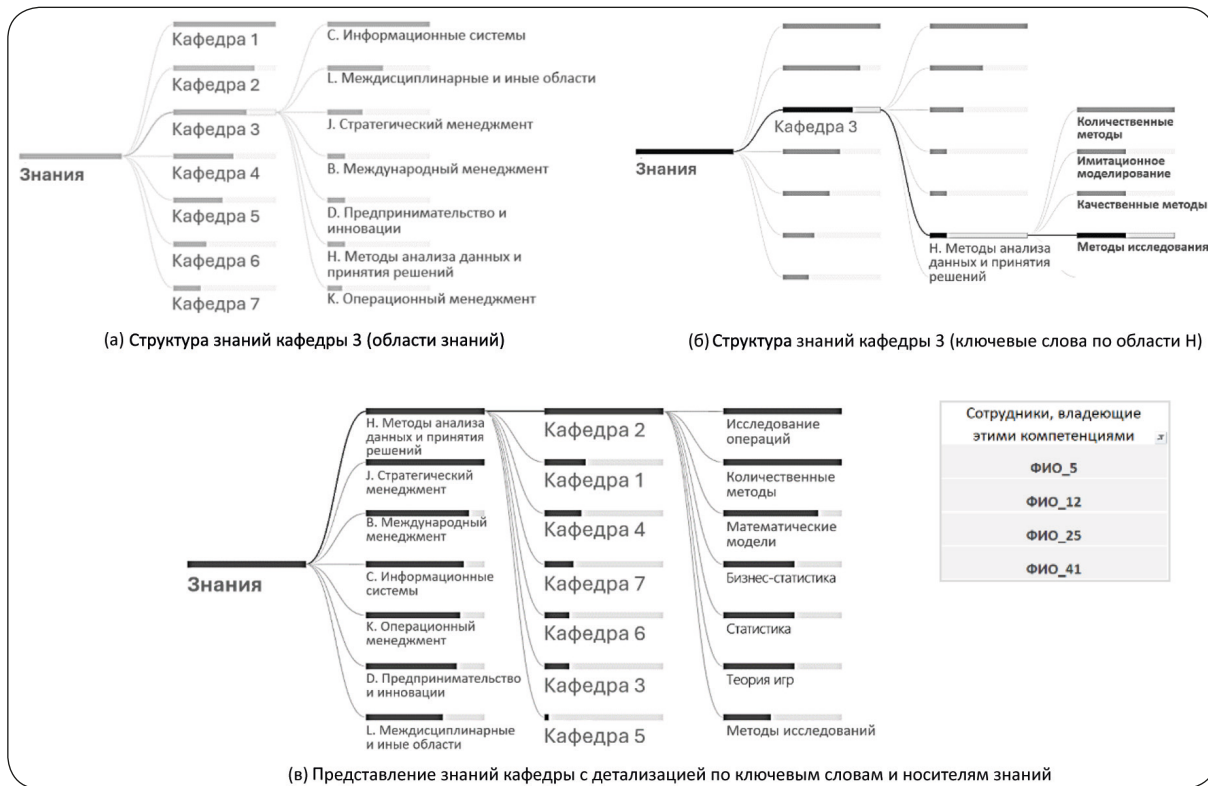 Кафедра 1
Кафедра 2
Кафедра 3
Знания
Кафедра 4
Кафедра 5
Кафедра 6
Кафедра 7
C. Информационные системы
L. Междисциплинарные и иные области
J. Стратегический менеджмент
B. Международный менеджмент
D. Предпринимательство и
инновации
H. Методы анализа данных и
принятия решений
K. Операционный менеджмент
(а) Структура знаний кафедры 3 (области знаний)
Знания
Кафедра 3
H. Методы анализа
данных и принятия
решений
Количественные
методы
Имитационное
моделирование
Качественные методы
Методы исследования
(б) Структура знаний кафедры 3 (ключевые слова по области Н)
Знания
H. Методы анализа
данных и принятия
решений
J. Стратегический
менеджмент
B. Международный
менеджмент
C. Информационные
системы
K. Операционный
менеджмент
D. Предпринимательство
и инновации
L. Междисциплинарные
и иные области
Кафедра 2
Кафедра 1
Кафедра 4
Кафедра 7
Кафедра 6
Кафедра 3
Кафедра 5
Исследование
операций
Количественные
методы
Математические
модели
Бизнес-статистика
Статистика
Теория игр
Методы исследований
Сотрудники, владеющие
этими компетенциями
ФИО_5
ФИО_12
ФИО_25
ФИО_41
(в) Представление знаний кафедры с детализацией по ключевым словам и носителям знаний